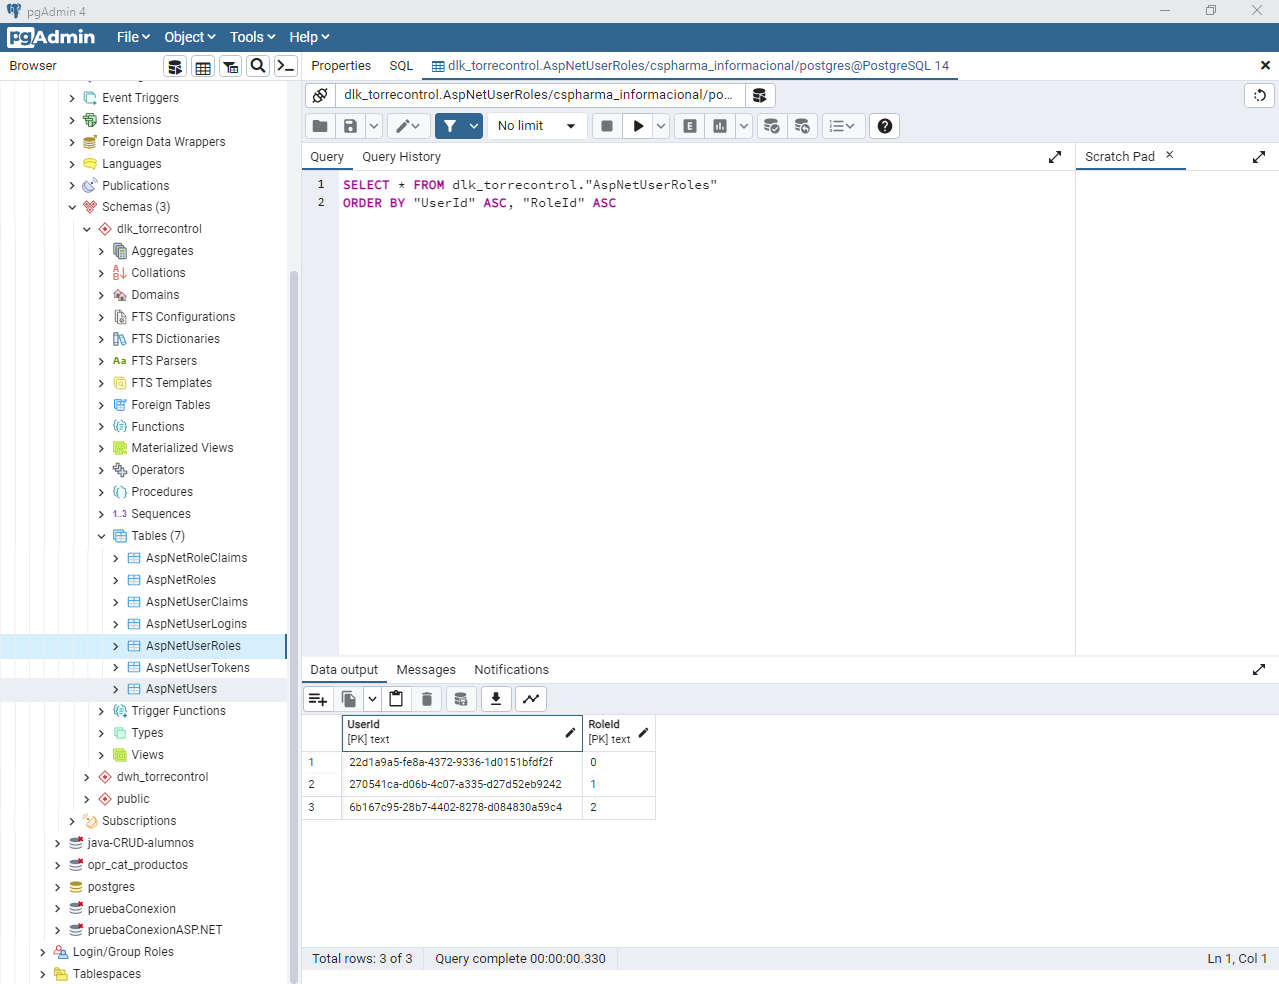 pgAdmin 4
pgAdmin
File
Object
Tools
Help
Browser
Properties
SQL
dlk_torrecontrol.AspNetUserRoles/cspharma_informacional/postgres@PostgreSQL 14
Event Triggers
Extensions
Foreign Data Wrappers
Languages
Publications
Schemas (3)
dlk_torrecontrol
Aggregates
Collations
Domains
FTS Configurations
FTS Dictionaries
Aa FTS Parsers
FTS Templates
Foreign Tables
Functions
Materialized Views
Operators
Procedures
1..3 Sequences
Tables (7)
AspNetRoleClaims
AspNetRoles
AspNetUserClaims
AspNetUserLogins
AspNetUserRoles
AspNetUserTokens
AspNetUsers
Trigger Functions
Types
Views
dwh_torrecontrol
public
Subscriptions
java-CRUD-alumnos
opr_cat_productos
postgres
pruebaConexion
pruebaConexionASP.NET
Login/Group Roles
Tablespaces
dlk_torrecontrol.AspNetUserRoles/cspharma_informacional/po...
No limit
E
Query
Query History
Scratch Pad
1 SELECT * FROM dlk_torrecontrol."AspNetUserRoles"
2 ORDER BY "UserId" ASC, "RoleId" ASC
Data output
Messages
Notifications
UserId
[PK] text
RoleId
[PK] text
1 22d1a9a5-fe8a-4372-9336-1d0151bfdf2f 0
2 270541ca-d06b-4c07-a335-d27d52eb9242 1
3 6b167c95-28b7-4402-8278-d084830a59c4 2
Total rows: 3 of 3
Query complete 00:00:00.330
Ln 1, Col 1